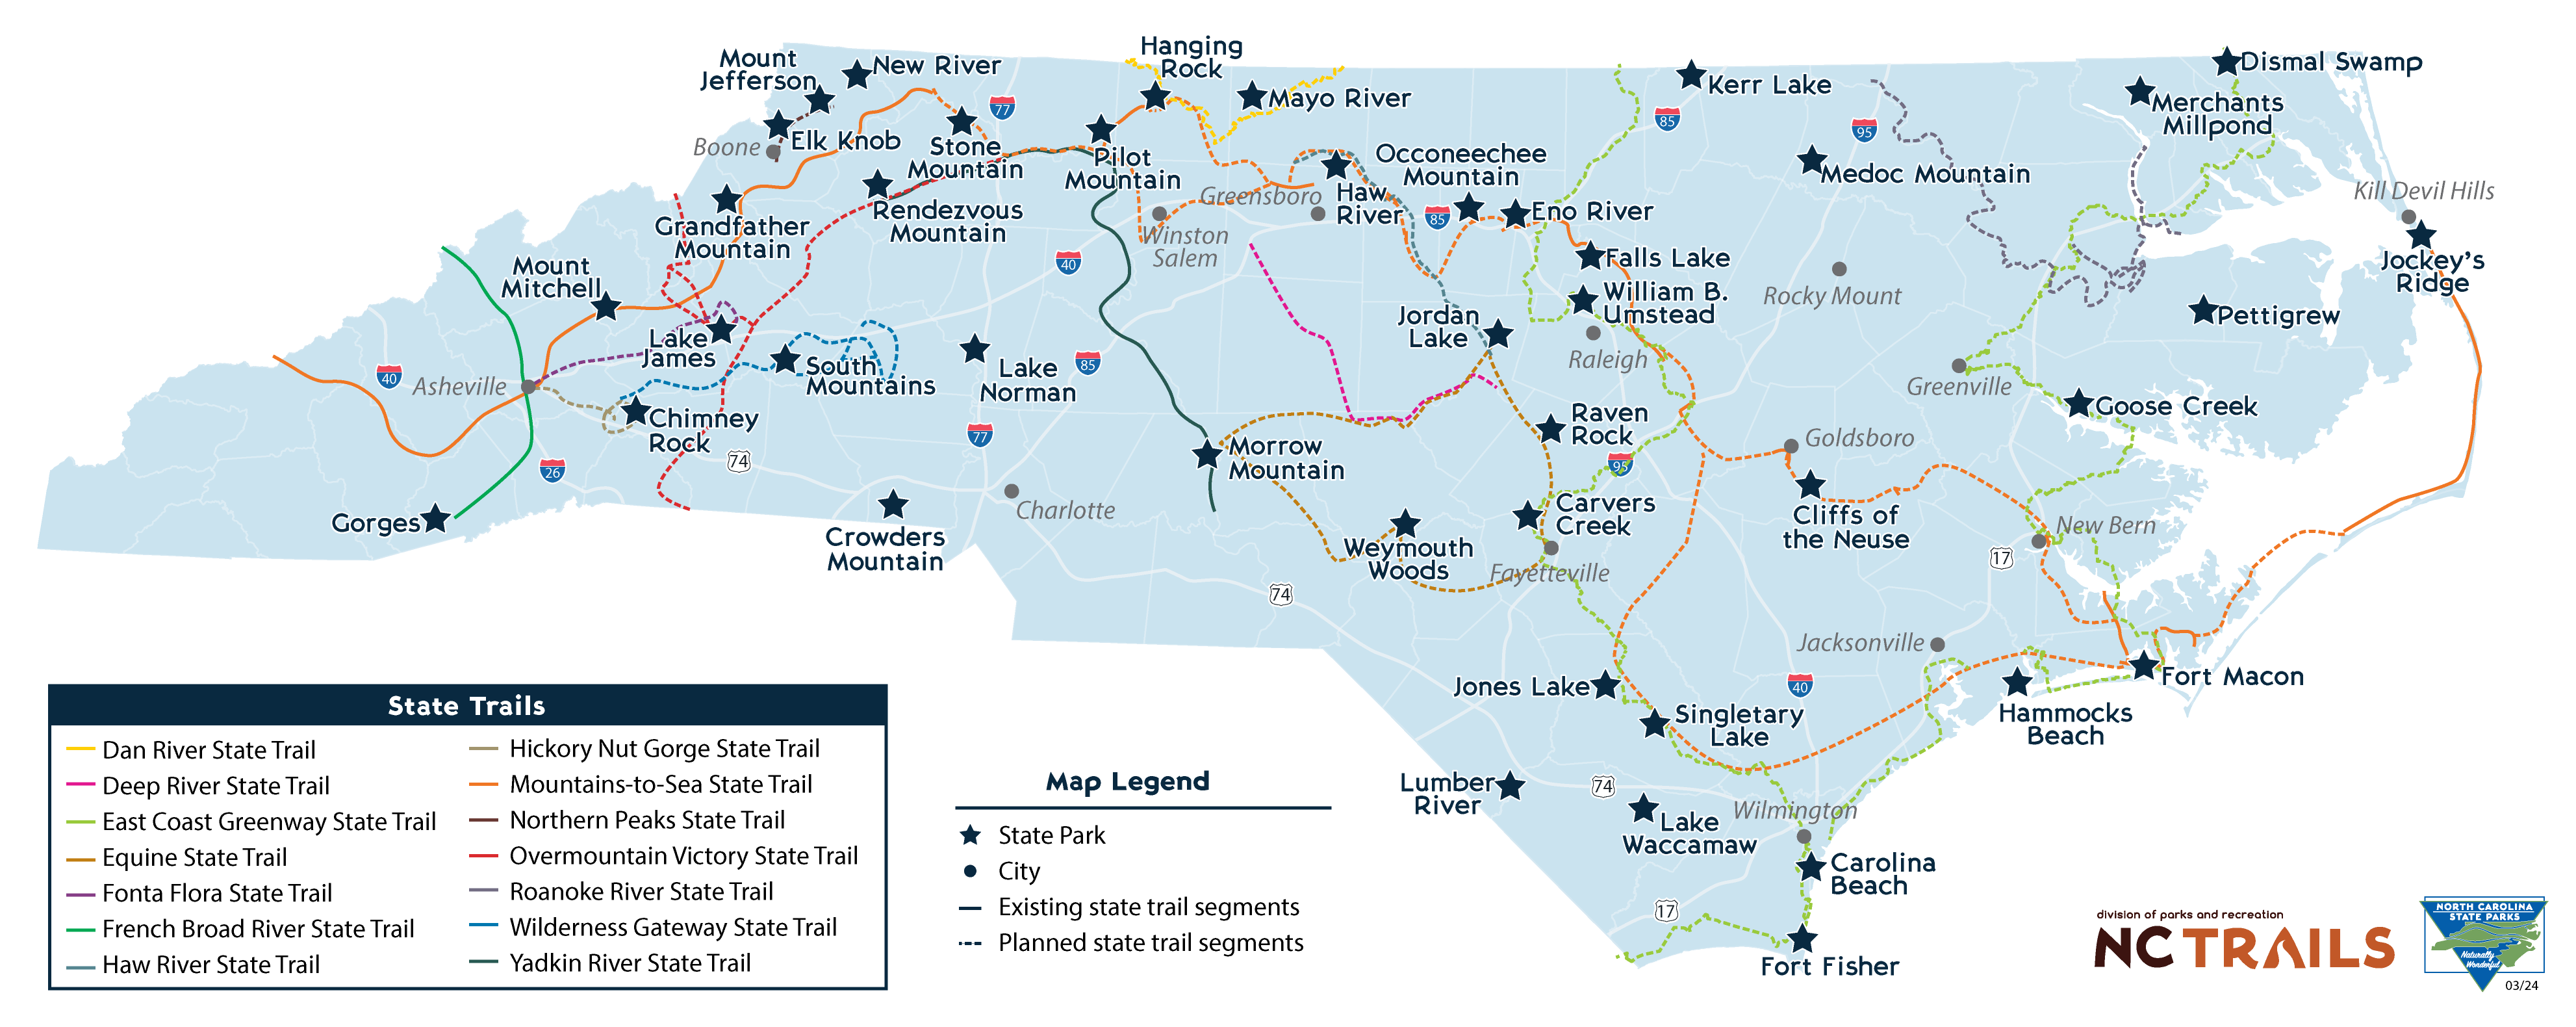 Hanging
Rock
Mount
Jefferson
New River
Dismal Swamp
Kerr Lake
Mayo River
77
Merchants
Millpond
85
95
Elk Knob
Boone
Stone
Mountain
Pilot
Mountain
Occoneechee
Mountain
Medoc Mountain
Greensboro
Haw
River
Kill Devil Hills
Rendezvous
Mountain
85
Eno River
Grandfather
Mountain
Winston
Salem
40
Falls Lake
Jockey's
Ridge
Mount
Mitchell
Rocky Mount
William B.
Umstead
Pettigrew
Jordan
Lake
Lake
James
Raleigh
85
40
Asheville
South
Mountains
Lake
Norman
Greenville
Goose Creek
Chimney
Rock
Raven
Rock
77
Goldsboro
Morrow
Mountain
74
26
95
Charlotte
Carvers
Creek
Gorges
Cliffs of
the Neuse
New Bern
Crowders
Mountain
Weymouth
Woods
17
Fayetteville
74
Jacksonville
Fort Macon
Jones Lake
40
Hammocks
Beach
Singletary
Lake
Lumber
River
74
Wilmington
Lake
Waccamaw
Carolina
Beach
17
Fort Fisher
State Trails
Dan River State Trail
Deep River State Trail
East Coast Greenway State Trail
Equine State Trail
Fonta Flora State Trail
French Broad River State Trail
Haw River State Trail
Hickory Nut Gorge State Trail
Mountains-to-Sea State Trail
Northern Peaks State Trail
Overmountain Victory State Trail
Roanoke River State Trail
Wilderness Gateway State Trail
Yadkin River State Trail
Map Legend
State Park
City
Existing state trail segments
Planned state trail segments
division of parks and recreation
NC TRAILS
NORTH CAROLINA
STATE PARKS
Naturally
Wonderful
03/24